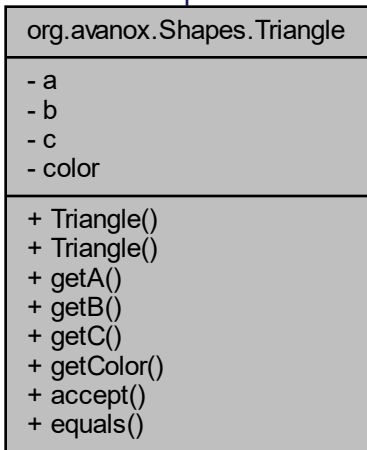 org.avanox.Shapes.Triangle
- a
- b
- c
- color
+ Triangle()
+ Triangle()
+ getA()
+ getB()
+ getC()
+ getColor()
+ accept()
+ equals()